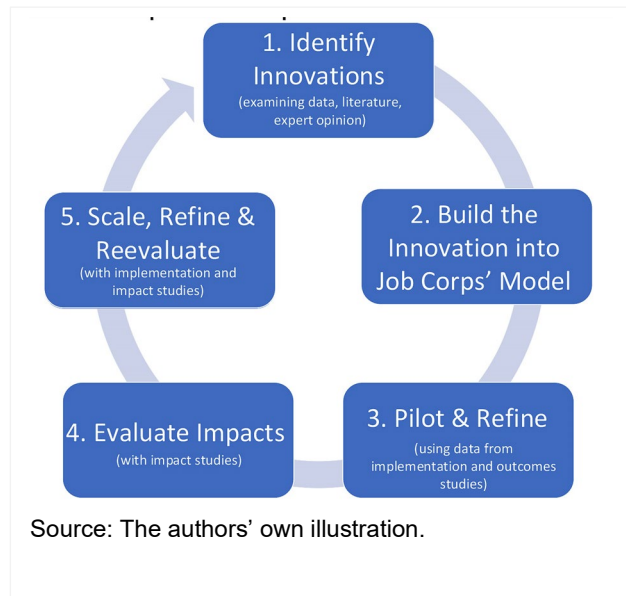 1. Identify
Innovations
(examining data, literature,
expert opinion)
2. Build the
Innovation into
Job Corps’ Model
3. Pilot & Refine
(using data from
implementation and outcomes
studies)
4. Evaluate Impacts
(with impact studies)
5. Scale, Refine &
Reevaluate
(with implementation and
impact studies)
Source: The authors’ own illustration.